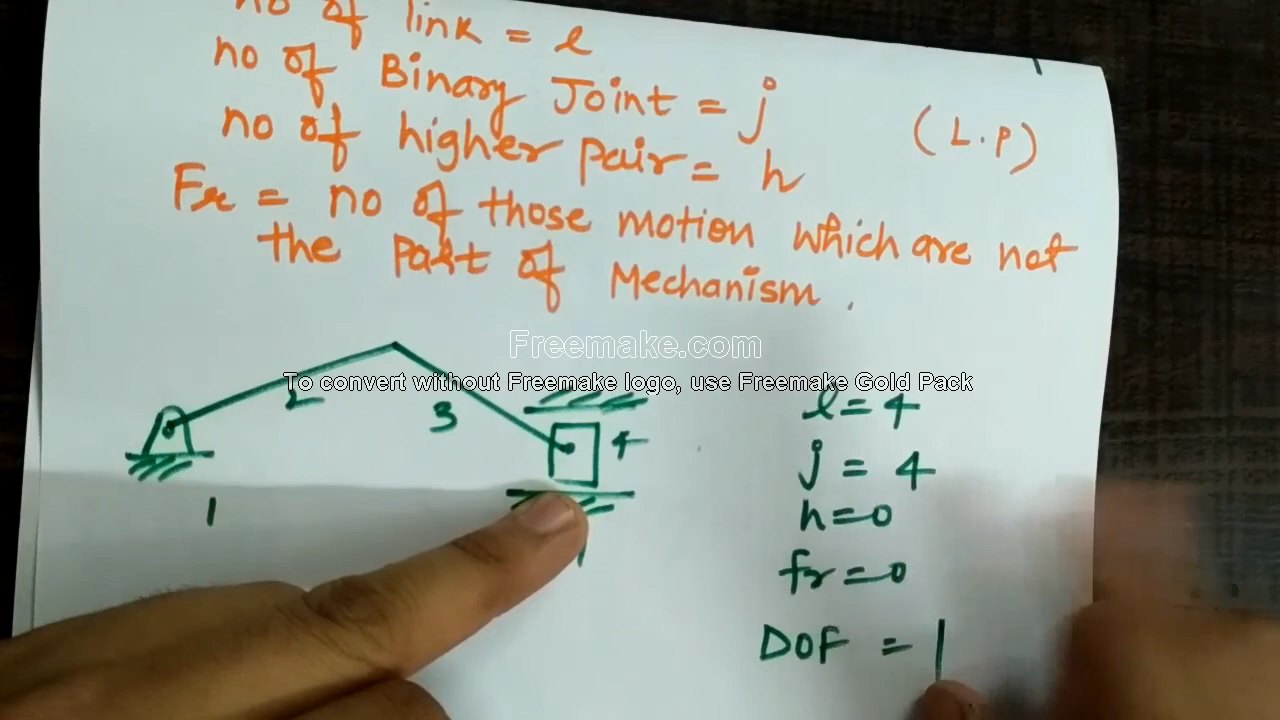 no of link = l
no of Binary Joint = j (L.P)
no of higher pair = h
Fr = no of those motion which are not
the part of Mechanism.
Freemake.com
To convert without Freemake logo, use Freemake Gold Pack
2
3
4
1
1
l = 4
j = 4
h = 0
fr = 0
DOF = 1